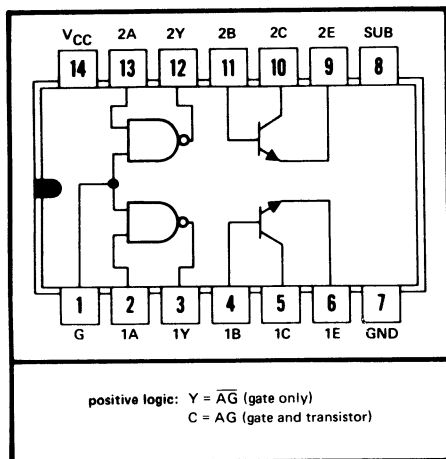 VCC 2A 2Y 2B 2C 2E SUB
14 13 12 11 10 9 8
1 2 3 4 5 6 7
G 1A 1Y 1B 1C 1E GND
positive logic: Y = A̅G̅ (gate only)
C = AG (gate and transistor)